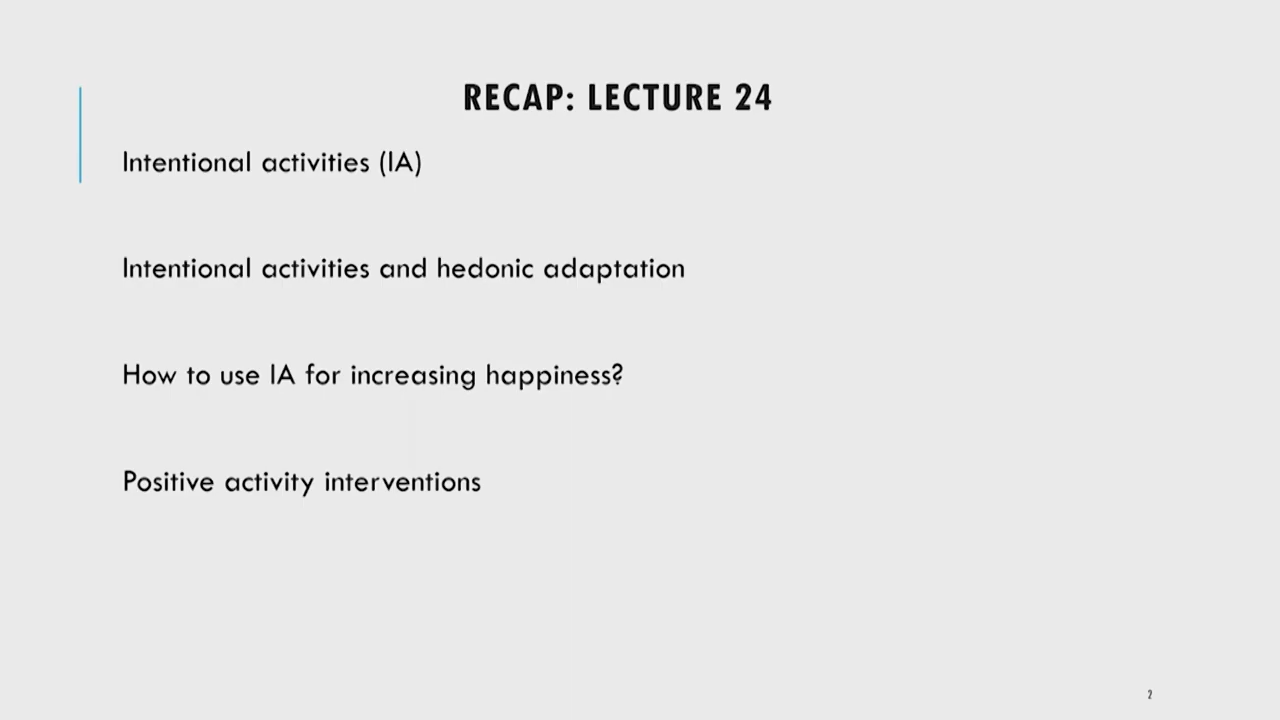 RECAP: LECTURE 24
Intentional activities (IA)
Intentional activities and hedonic adaptation
How to use IA for increasing happiness?
Positive activity interventions
2